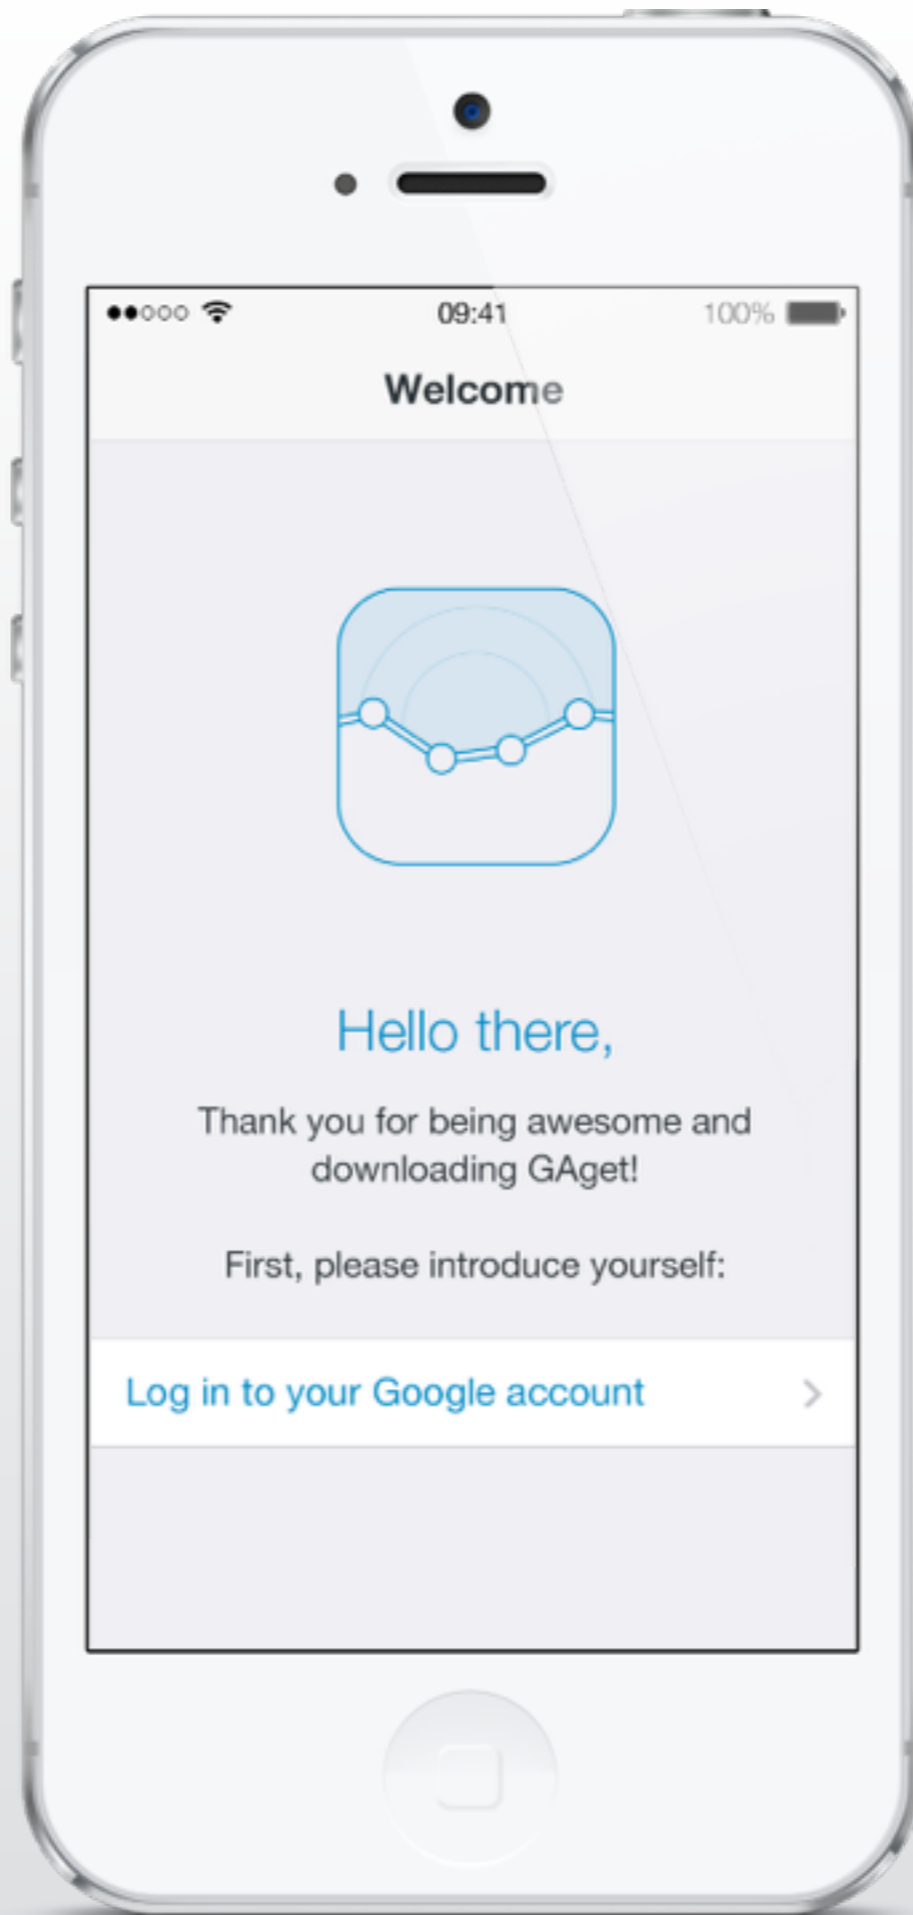 09:41
100%
Welcome
Hello there,
Thank you for being awesome and
downloading GAget!
First, please introduce yourself:
Log in to your Google account